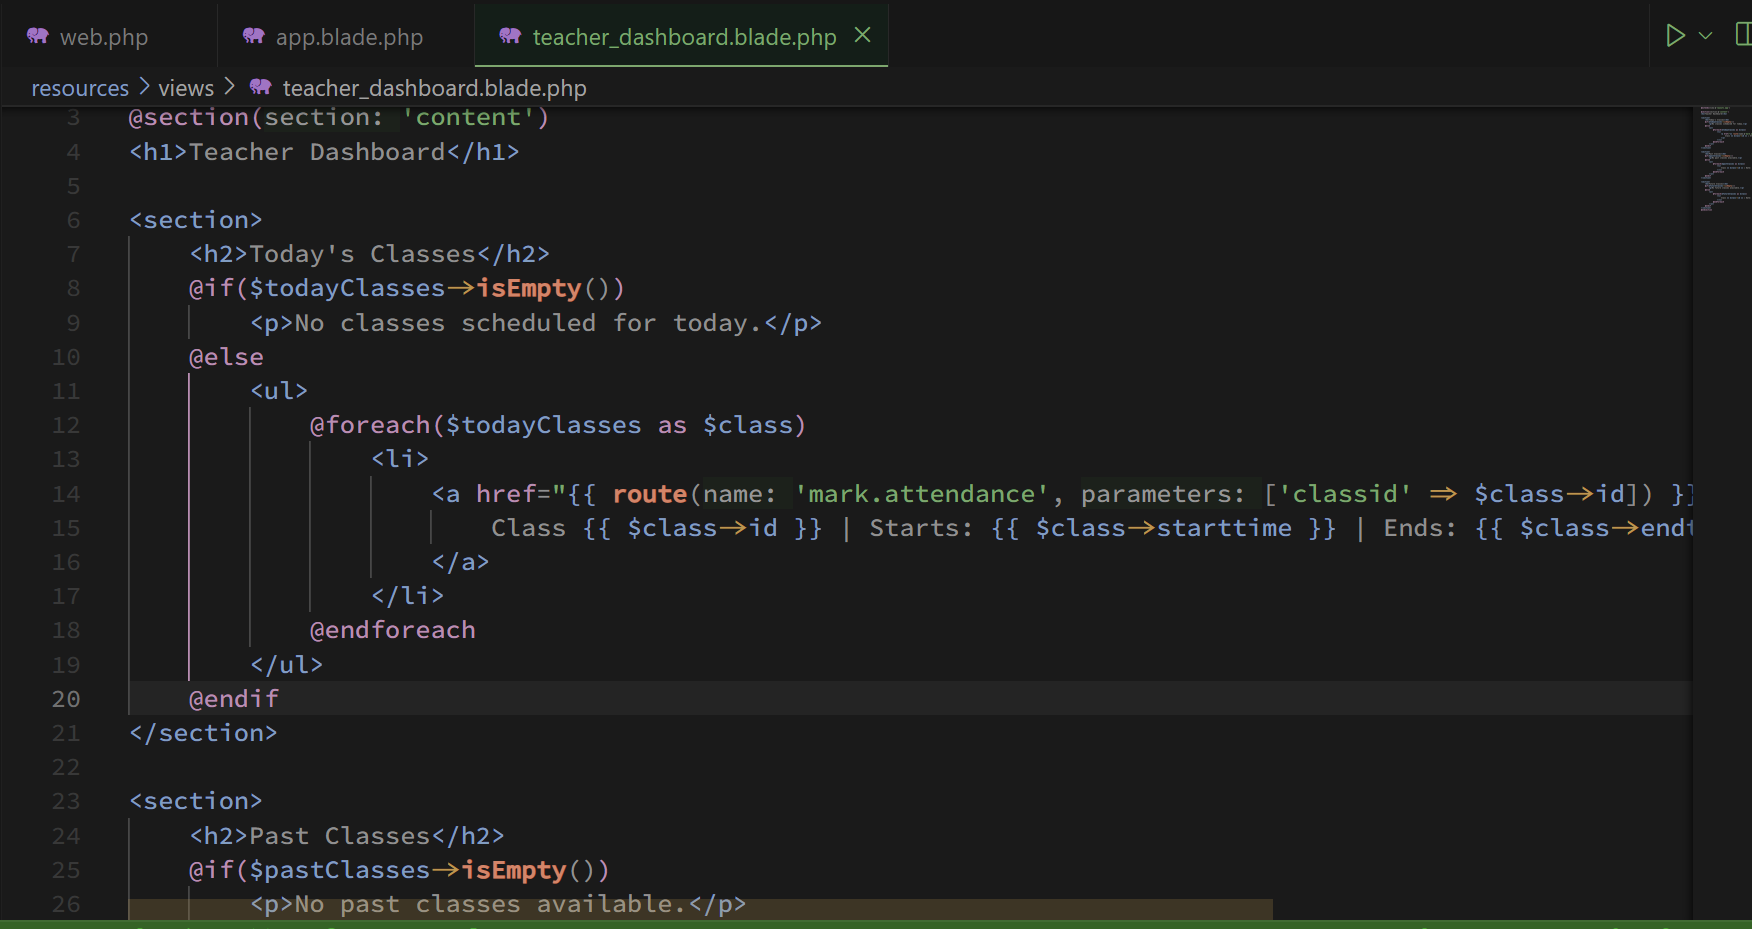 web.php
app.blade.php
teacher_dashboard.blade.php
resources > views > teacher_dashboard.blade.php
3 @section(section: 'content')
4 <h1>Teacher Dashboard</h1>
5
6 <section>
7 <h2>Today's Classes</h2>
8 @if($todayClasses->isEmpty())
9 <p>No classes scheduled for today.</p>
10 @else
11 <ul>
12 @foreach($todayClasses as $class)
13 <li>
14 <a href="{{ route(name: 'mark.attendance', parameters: ['classid' => $class->id]) }}
15 Class {{ $class->id }} | Starts: {{ $class->starttime }} | Ends: {{ $class->endt
16 </a>
17 </li>
18 @endforeach
19 </ul>
20 @endif
21 </section>
22
23 <section>
24 <h2>Past Classes</h2>
25 @if($pastClasses->isEmpty())
26 <p>No past classes available.</p>